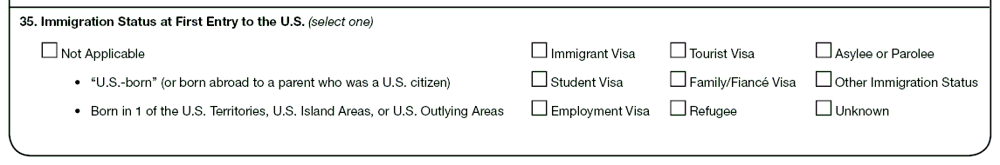 35. Immigration Status at First Entry to the U.S. (select one)
Not Applicable Immigrant Visa Tourist Visa Asylee or Parolee
• “U.S.-born” (or born abroad to a parent who was a U.S. citizen) Student Visa Family/Fiancé Visa Other Immigration Status
• Born in 1 of the U.S. Territories, U.S. Island Areas, or U.S. Outlying Areas Employment Visa Refugee Unknown